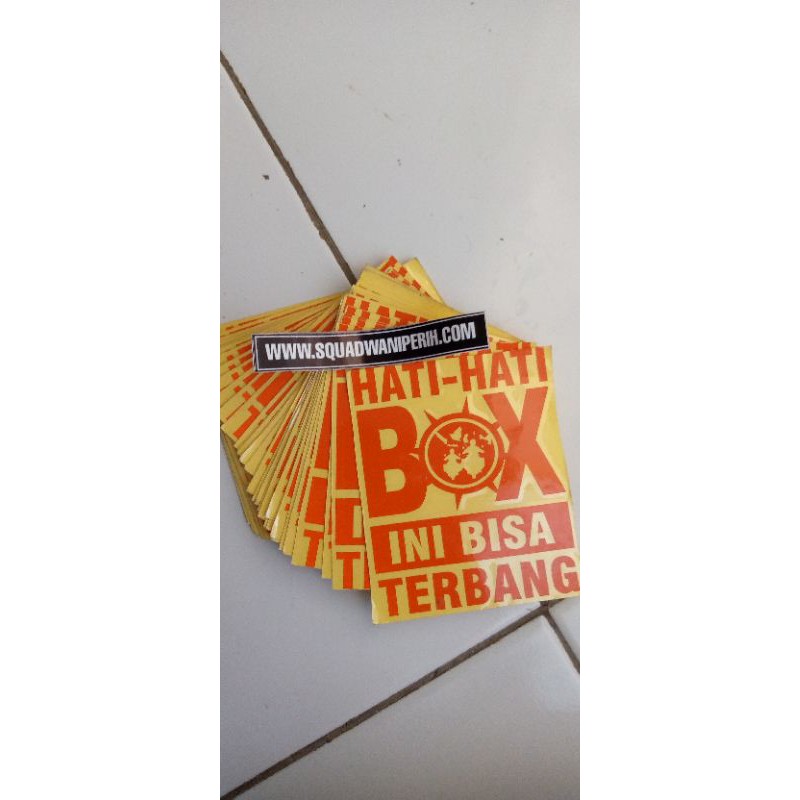 WWW.SQUADWANIPERIH.COM
HATI-HATI
BOX
INI BISA
TERBANG